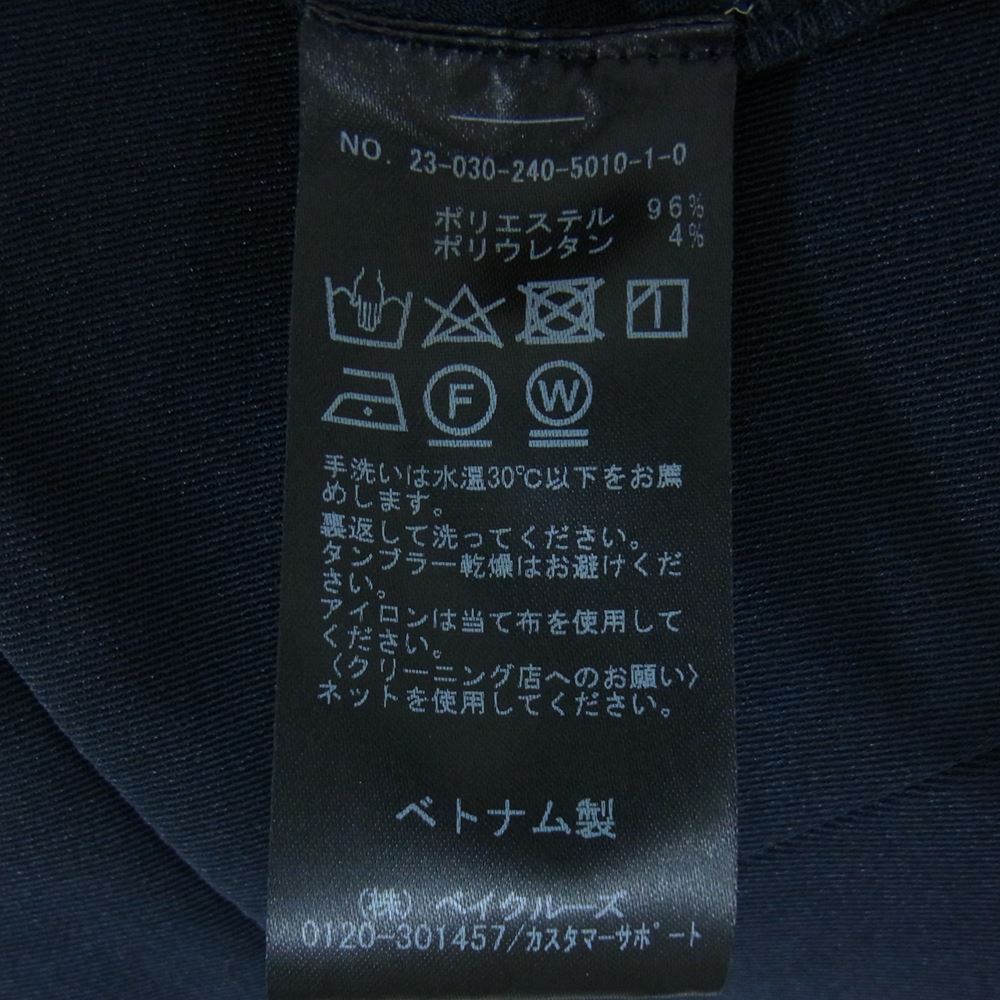 NO. 23-030-240-5010-1-0
ポリエステル 96%
ポリウレタン 4%
F W
手洗いは水温30℃以下をお薦
めします。
裏返して洗ってください。
タンブラー乾燥はお避けくだ
さい。
アイロンは当て布を使用して
ください。
〈クリーニング店へのお願い〉
ネットを使用してください。
ベトナム製
(株) ベイクルーズ
0120-301457/カスタマーサポート